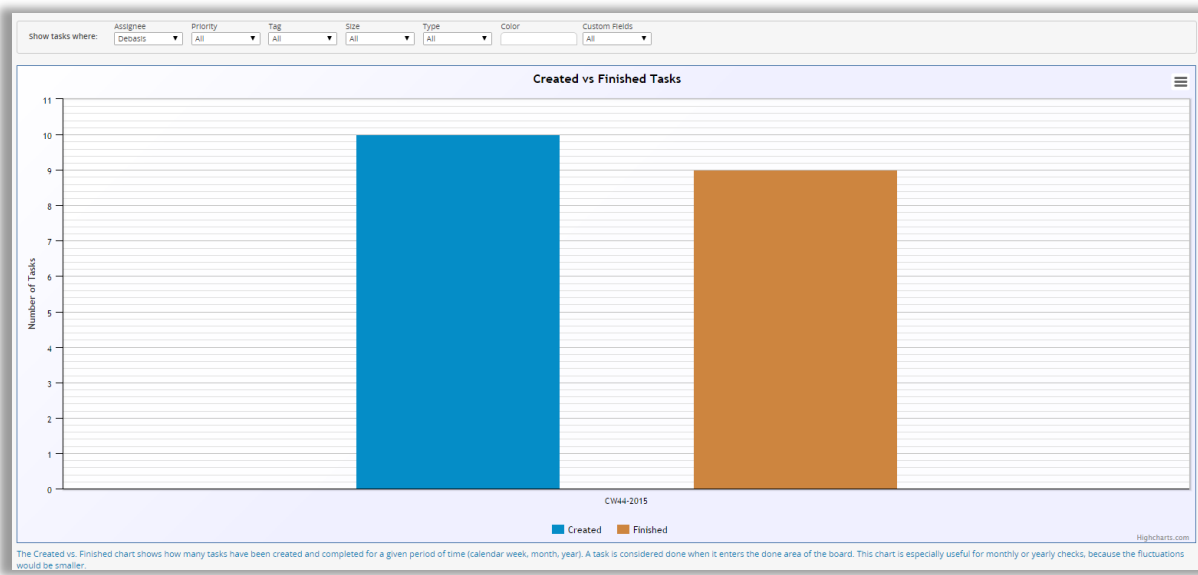 Show tasks where:
Assignee Priority Tag Size Type Color Custom Fields
Debasis All All All All All
Created vs Finished Tasks
11
10
9
8
7
6
5
4
3
2
1
0
Number of Tasks
CW44-2015
Created Finished
Highcharts.com
The Created vs. Finished chart shows how many tasks have been created and completed for a given period of time (calendar week, month, year). A task is considered done when it enters the done area of the board. This chart is especially useful for monthly or yearly checks, because the fluctuations
would be smaller.